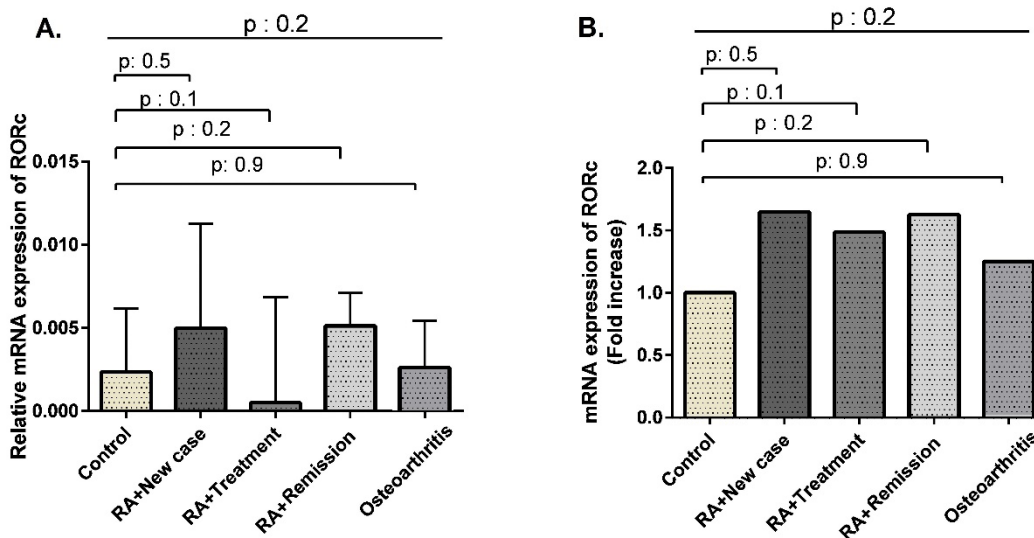 A.
p : 0.2
p: 0.5
p : 0.1
p : 0.2
p: 0.9
Relative mRNA expression of RORc
0.015
0.010
0.005
0.000
Control
RA+New case
RA+Treatment
RA+Remission
Osteoarthritis
B.
p : 0.2
p: 0.5
p : 0.1
p : 0.2
p: 0.9
mRNA expression of RORc
(Fold increase)
2.0
1.5
1.0
0.5
0.0
Control
RA+New case
RA+Treatment
RA+Remission
Osteoarthritis